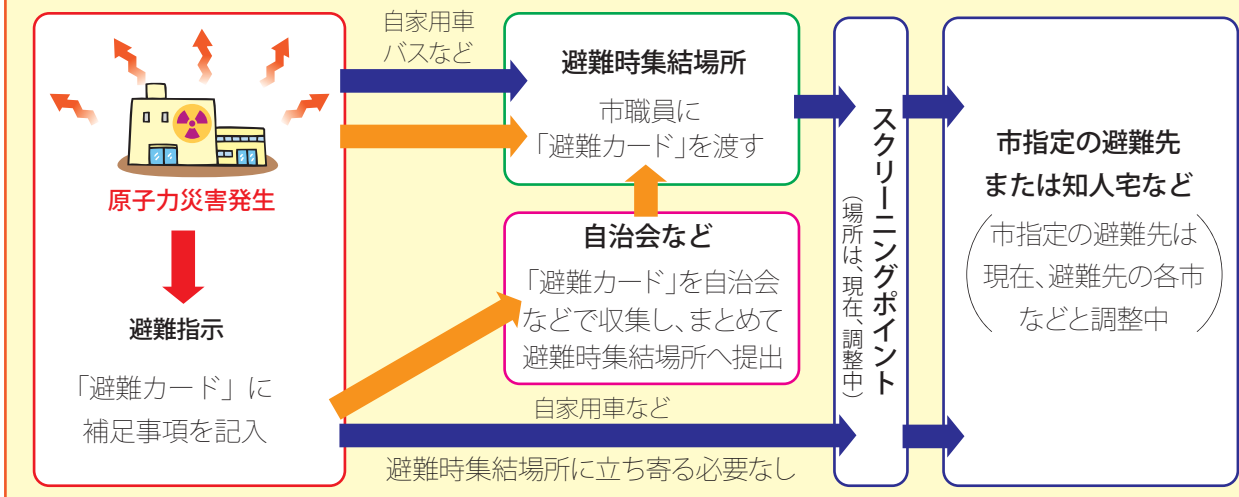 原子力災害発生
避難指示
「避難カード」に
補足事項を記入
自家用車
バスなど
避難時集結場所
市職員に
「避難カード」を渡す
自治会など
「避難カード」を自治会
などで収集し、まとめて
避難時集結場所へ提出
自家用車など
避難時集結場所に立ち寄る必要なし
スクリーニングポイント
(場所は、現在、調整中)
市指定の避難先
または知人宅など
(市指定の避難先は
現在、避難先の各市
などと調整中)